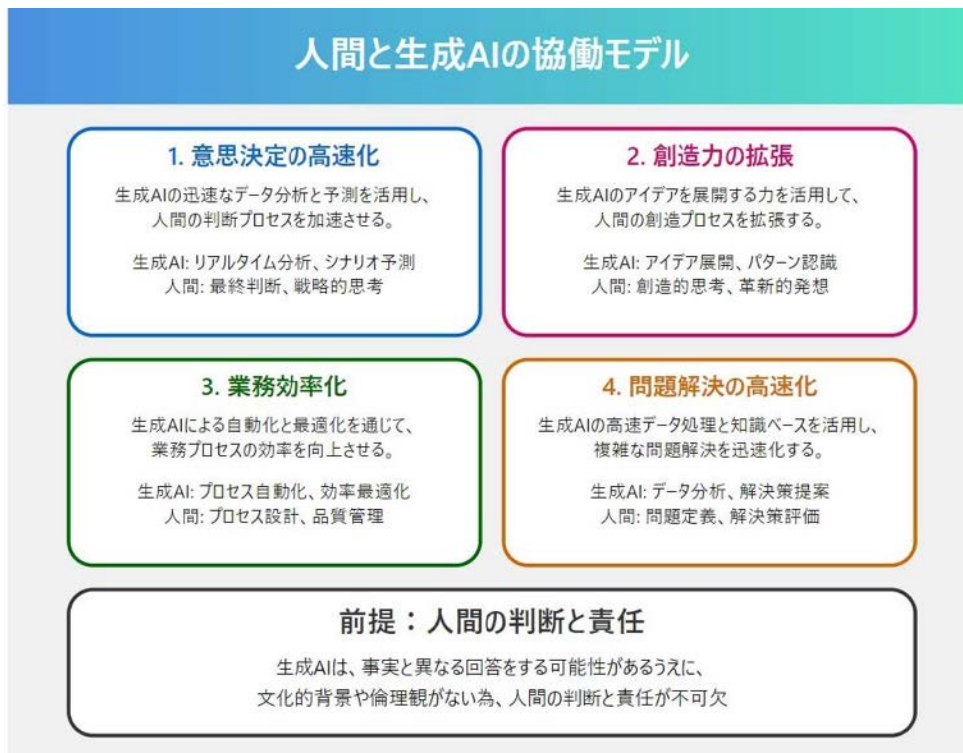 人間と生成AIの協働モデル
1. 意思決定の高速化
生成AIの迅速なデータ分析と予測を活用し、
人間の判断プロセスを加速させる。
生成AI: リアルタイム分析、シナリオ予測
人間: 最終判断、戦略的思考
2. 創造力の拡張
生成AIのアイデアを展開する力を活用して、
人間の創造プロセスを拡張する。
生成AI: アイデア展開、パターン認識
人間: 創造的思考、革新的発想
3. 業務効率化
生成AIによる自動化と最適化を通じて、
業務プロセスの効率を向上させる。
生成AI: プロセス自動化、効率最適化
人間: プロセス設計、品質管理
4. 問題解決の高速化
生成AIの高速データ処理と知識ベースを活用し、
複雑な問題解決を迅速化する。
生成AI: データ分析、解決策提案
人間: 問題定義、解決策評価
前提：人間の判断と責任
生成AIは、事実と異なる回答をする可能性があるうえに、
文化的背景や倫理観がない為、人間の判断と責任が不可欠